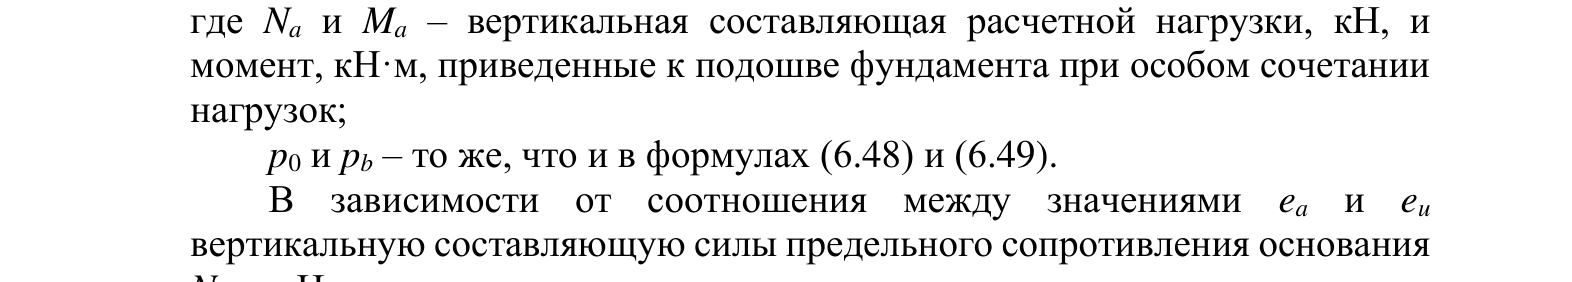 где Nₐ и Mₐ – вертикальная составляющая расчетной нагрузки, кН, и
момент, кН·м, приведенные к подошве фундамента при особом сочетании
нагрузок;
p₀ и p_b – то же, что и в формулах (6.48) и (6.49).
В зависимости от соотношения между значениями eₐ и eᵤ
вертикальную составляющую силы предельного сопротивления основания